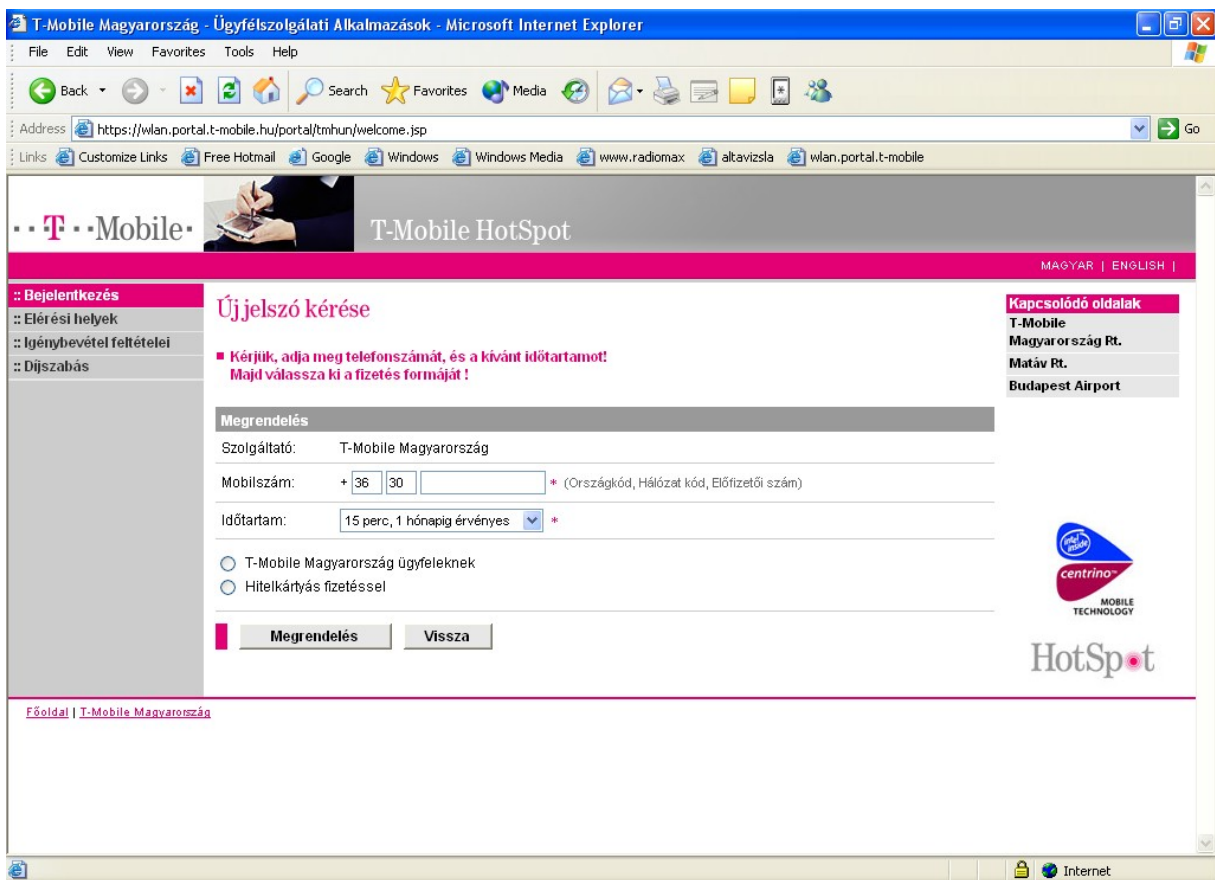 T-Mobile Magyarország - Ügyfélszolgálati Alkalmazások - Microsoft Internet Explorer
File Edit View Favorites Tools Help
Back Search Favorites Media
Address https://wlan.portal.t-mobile.hu/portal/tmhun/welcome.jsp Go
Links Customize Links Free Hotmail Google Windows Windows Media www.radiomax altavizsla wlan.portal.t-mobile
··T··Mobile·
T-Mobile HotSpot
MAGYAR | ENGLISH |
:: Bejelentkezés
:: Elérési helyek
:: Igénybevétel feltételei
:: Díjszabás
Új jelszó kérése
Kérjük, adja meg telefonszámát, és a kívánt időtartamot!
Majd válassza ki a fizetés formáját !
Megrendelés
Szolgáltató: T-Mobile Magyarország
Mobilszám: + 36 30 * (Országkód, Hálózat kód, Előfizetői szám)
Időtartam: 15 perc, 1 hónapig érvényes *
T-Mobile Magyarország ügyfeleknek
Hitelkártyás fizetéssel
Megrendelés Vissza
Kapcsolódó oldalak
T-Mobile
Magyarország Rt.
Matáv Rt.
Budapest Airport
intel
inside
centrino™
MOBILE
TECHNOLOGY
HotSpot
Főoldal | T-Mobile Magyarország
Internet